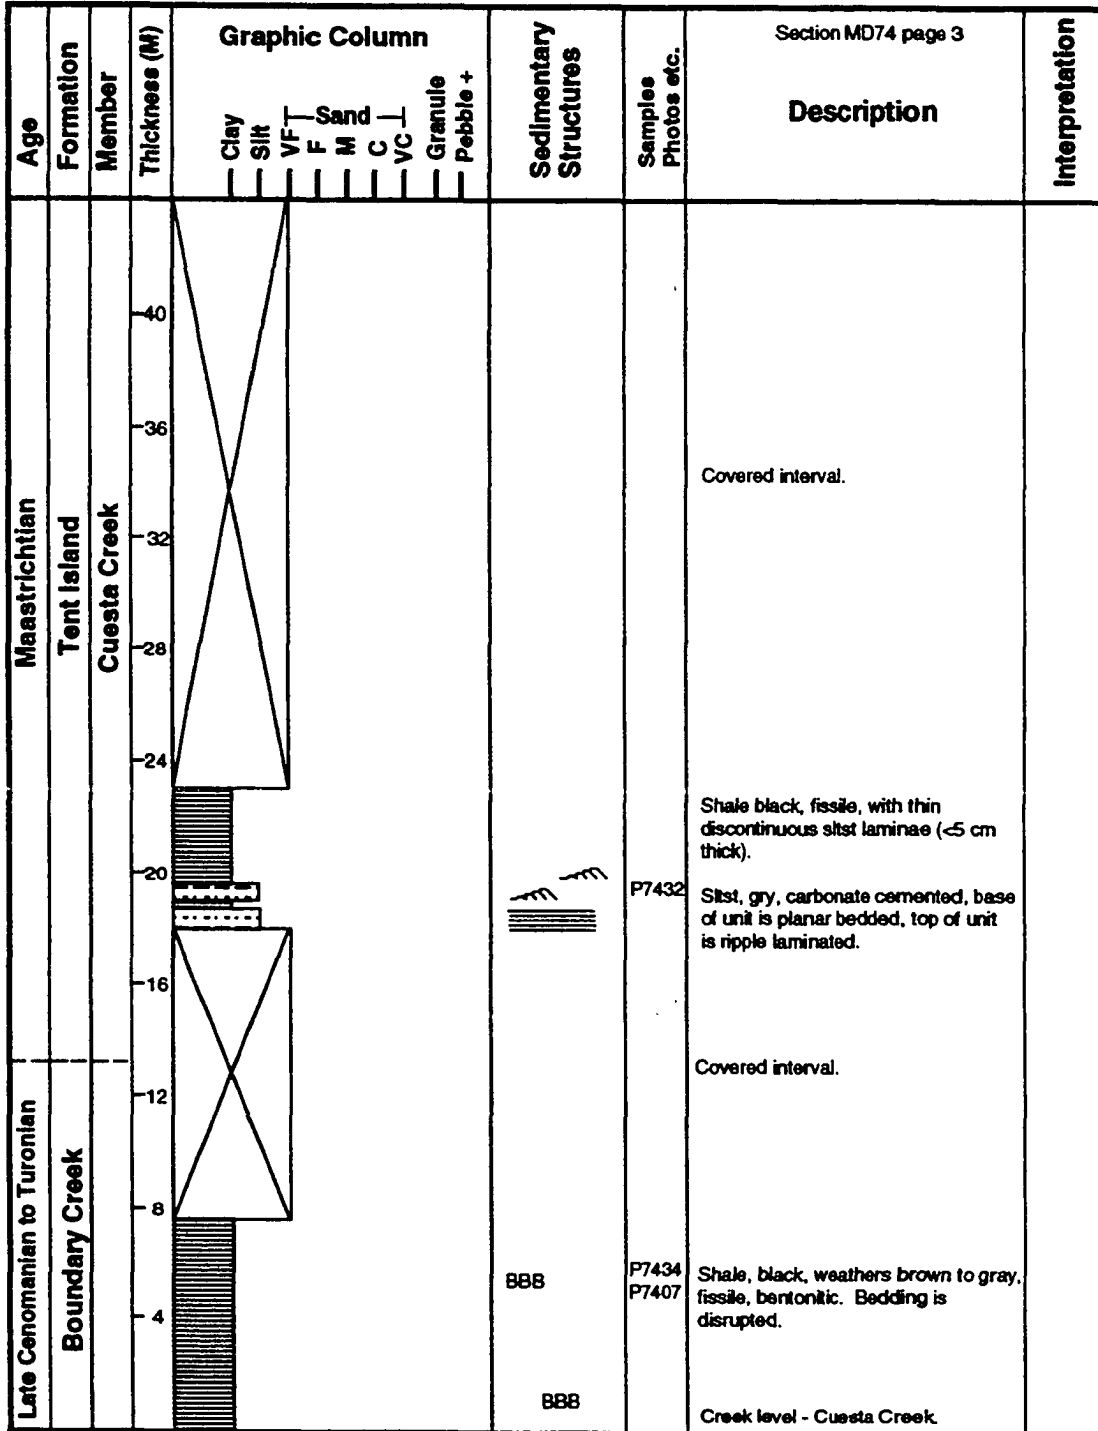 Section MD74 page 3
Age
Formation
Member
Thickness (M)
Graphic Column
Clay
Silt
Sand
VF
F
M
C
VC
Granule
Pebble +
Sedimentary
Structures
Samples
Photos etc.
Description
Interpretation
Maastrichtian
Tent Island
Cuesta Creek
40
36
Covered interval.
32
28
24
Shale black, fissile, with thin
discontinuous sltst laminae (<5 cm
thick).
20
P7432
Sltst, gry, carbonate cemented, base
of unit is planar bedded, top of unit
is ripple laminated.
16
Covered interval.
12
Late Cenomanian to Turonian
Boundary Creek
8
BBB
P7434
P7407
Shale, black, weathers brown to gray,
fissile, bentonitic. Bedding is
disrupted.
4
BBB
Creek level - Cuesta Creek.